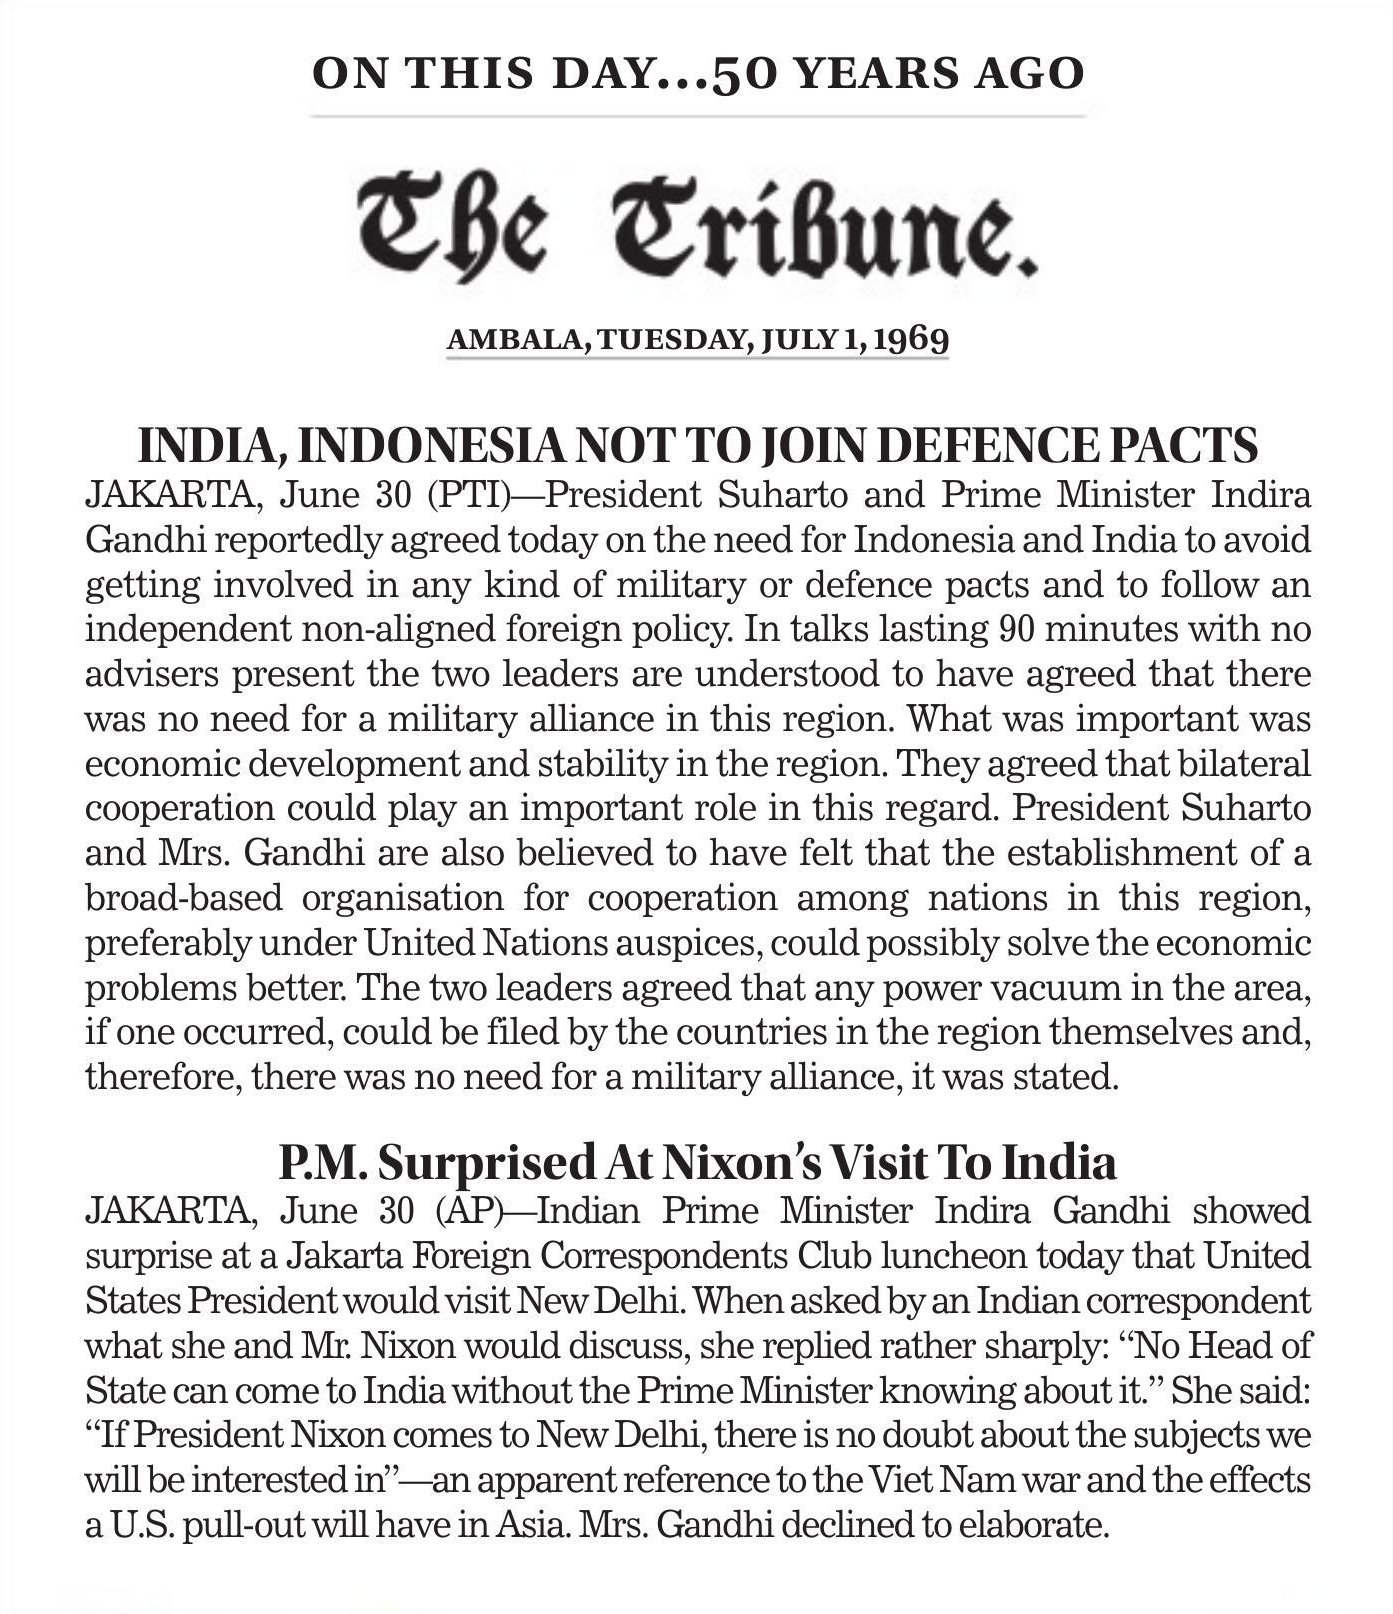 ON THIS DAY...50 YEARS AGO
The Tribune.
AMBALA, TUESDAY, JULY 1, 1969
INDIA, INDONESIA NOT TO JOIN DEFENCE PACTS
JAKARTA, June 30 (PTI)—President Suharto and Prime Minister Indira
Gandhi reportedly agreed today on the need for Indonesia and India to avoid
getting involved in any kind of military or defence pacts and to follow an
independent non-aligned foreign policy. In talks lasting 90 minutes with no
advisers present the two leaders are understood to have agreed that there
was no need for a military alliance in this region. What was important was
economic development and stability in the region. They agreed that bilateral
cooperation could play an important role in this regard. President Suharto
and Mrs. Gandhi are also believed to have felt that the establishment of a
broad-based organisation for cooperation among nations in this region,
preferably under United Nations auspices, could possibly solve the economic
problems better. The two leaders agreed that any power vacuum in the area,
if one occurred, could be filed by the countries in the region themselves and,
therefore, there was no need for a military alliance, it was stated.
P.M. Surprised At Nixon’s Visit To India
JAKARTA, June 30 (AP)—Indian Prime Minister Indira Gandhi showed
surprise at a Jakarta Foreign Correspondents Club luncheon today that United
States President would visit New Delhi. When asked by an Indian correspondent
what she and Mr. Nixon would discuss, she replied rather sharply: “No Head of
State can come to India without the Prime Minister knowing about it.” She said:
“If President Nixon comes to New Delhi, there is no doubt about the subjects we
will be interested in”—an apparent reference to the Viet Nam war and the effects
a U.S. pull-out will have in Asia. Mrs. Gandhi declined to elaborate.